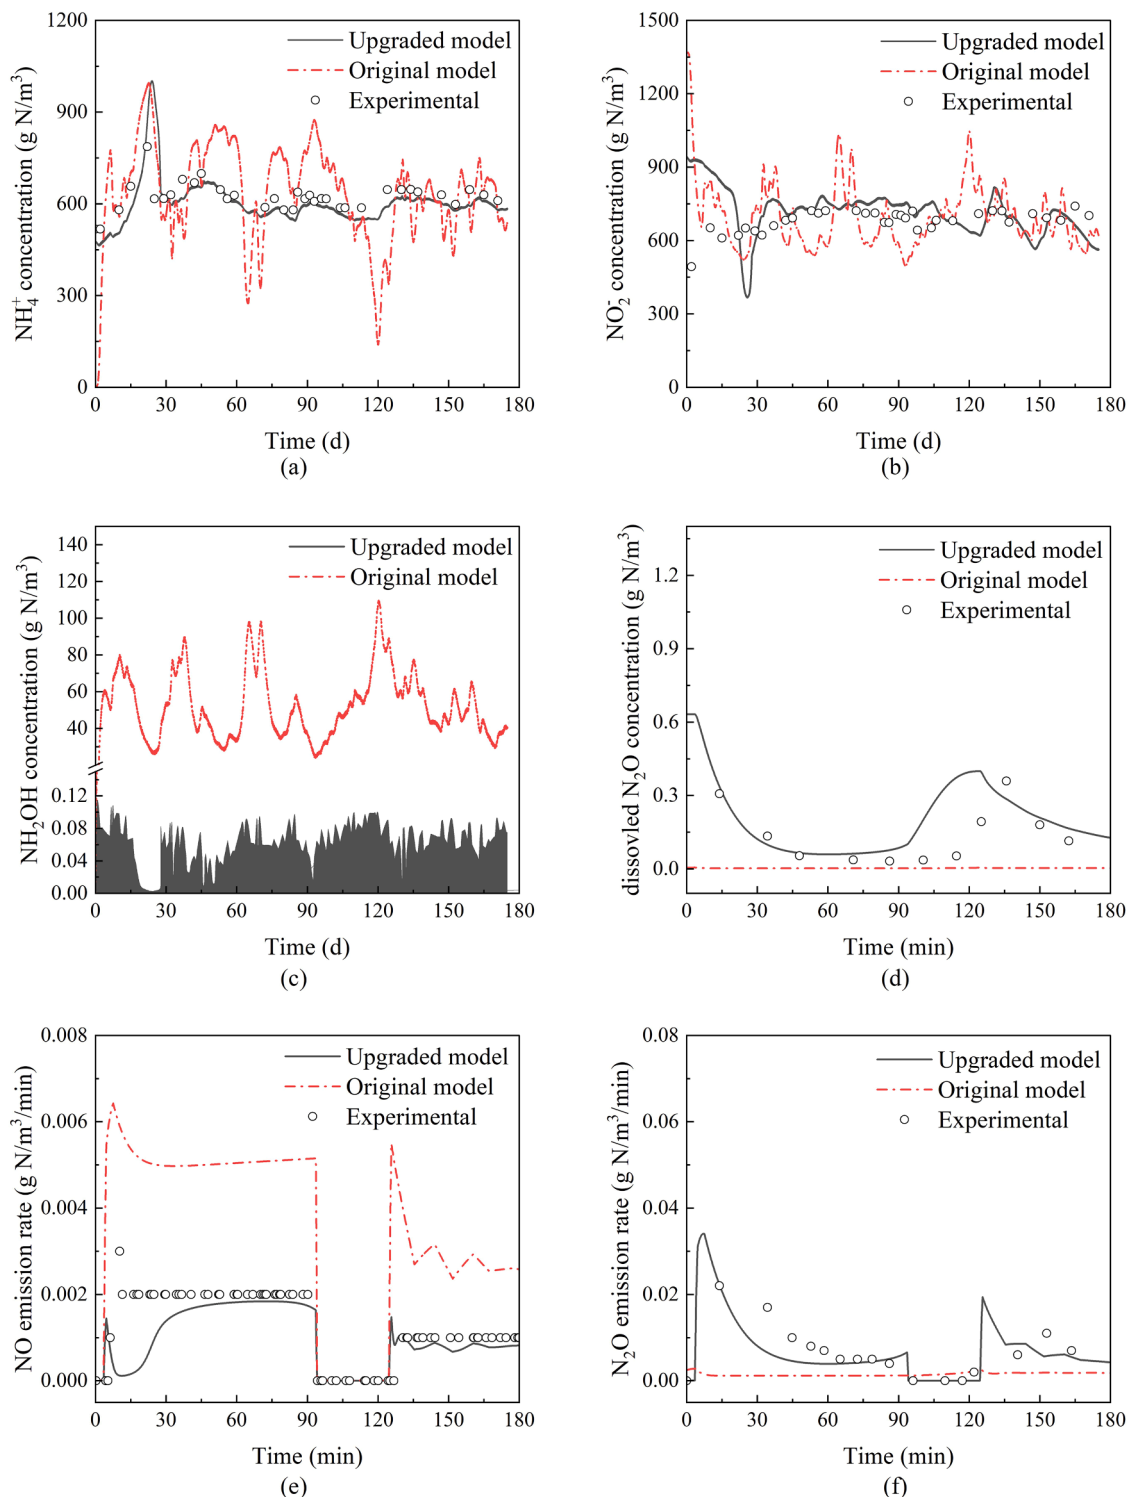 1200
900
600
300
0
0
30
60
90
120
150
180
NH₄⁺ concentration (g N/m³)
Upgraded model
Original model
Experimental
Time (d)
(a)
1500
1200
900
600
300
0
0
30
60
90
120
150
180
NO₂⁻ concentration (g N/m³)
Upgraded model
Original model
Experimental
Time (d)
(b)
140
120
100
80
60
40
0.12
0.08
0.04
0.00
0
30
60
90
120
150
180
NH₂OH concentration (g N/m³)
Upgraded model
Original model
Time (d)
(c)
1.2
0.9
0.6
0.3
0.0
0
30
60
90
120
150
180
dissovled N₂O concentration (g N/m³)
Upgraded model
Original model
Experimental
Time (min)
(d)
0.008
0.006
0.004
0.002
0.000
0
30
60
90
120
150
180
NO emission rate (g N/m³/min)
Upgraded model
Original model
Experimental
Time (min)
(e)
0.08
0.06
0.04
0.02
0.00
0
30
60
90
120
150
180
N₂O emission rate (g N/m³/min)
Upgraded model
Original model
Experimental
Time (min)
(f)